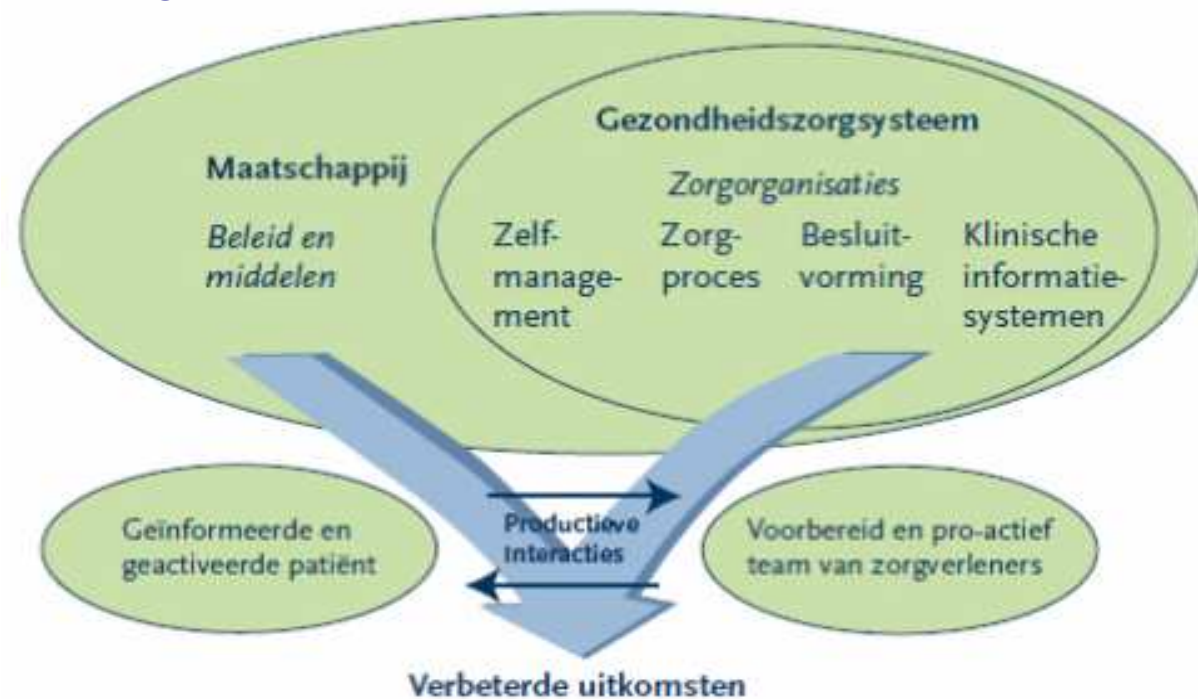 Gezondheidszorgsysteem
Maatschappij
Zorgorganisaties
Beleid en
middelen
Zelf-
manage-
ment
Zorg-
proces
Besluit-
vorming
Klinische
informatie-
systemen
Geïnformeerde en
geactiveerde patiënt
Productieve
Interacties
Voorbereid en pro-actief
team van zorgverleners
Verbeterde uitkomsten